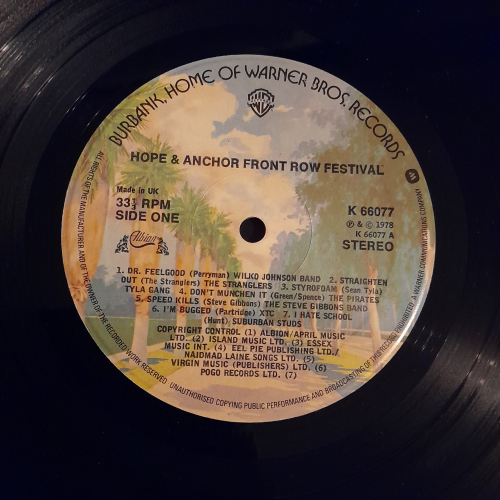 BURBANK, HOME OF WARNER BROS. RECORDS
HOPE & ANCHOR FRONT ROW FESTIVAL
Made in UK
33⅓ RPM
SIDE ONE
Albion
K 66077
℗ & © 1978
K 66077 A
STEREO
1. DR. FEELGOOD (Perryman) WILKO JOHNSON BAND 2. STRAIGHTEN
OUT (The Stranglers) THE STRANGLERS 3. STYROFOAM (Sean Tyla)
TYLA GANG 4. DON'T MUNCHEN IT (Green/Spence) THE PIRATES
5. SPEED KILLS (Steve Gibbons) THE STEVE GIBBONS BAND
6. I'M BUGGED (Partridge) XTC 7. I HATE SCHOOL
(Hunt) SUBURBAN STUDS
COPYRIGHT CONTROL (1) ALBION/APRIL MUSIC
LTD. (2) ISLAND MUSIC LTD. (3) ESSEX
MUSIC INT. (4) EEL PIE PUBLISHING LTD./
NAIDMAD LAINE SONGS LTD. (5)
VIRGIN MUSIC (PUBLISHERS) LTD. (6)
POGO RECORDS LTD. (7)
ALL RIGHTS OF THE MANUFACTURER AND OF THE OWNER OF THE RECORDED WORK RESERVED UNAUTHORISED COPYING PUBLIC PERFORMANCE AND BROADCASTING OF THIS RECORD PROHIBITED
A WARNER COMMUNICATIONS COMPANY